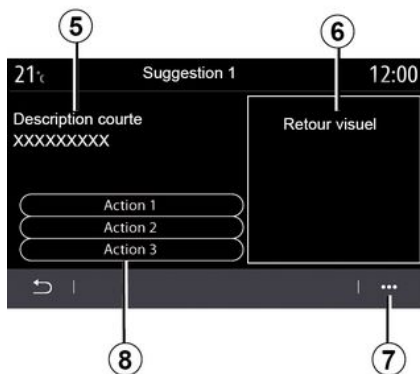 5
6
21°C
Suggestion 1
12:00
Description courte
XXXXXXXXX
Retour visuel
Action 1
Action 2
Action 3
8
7